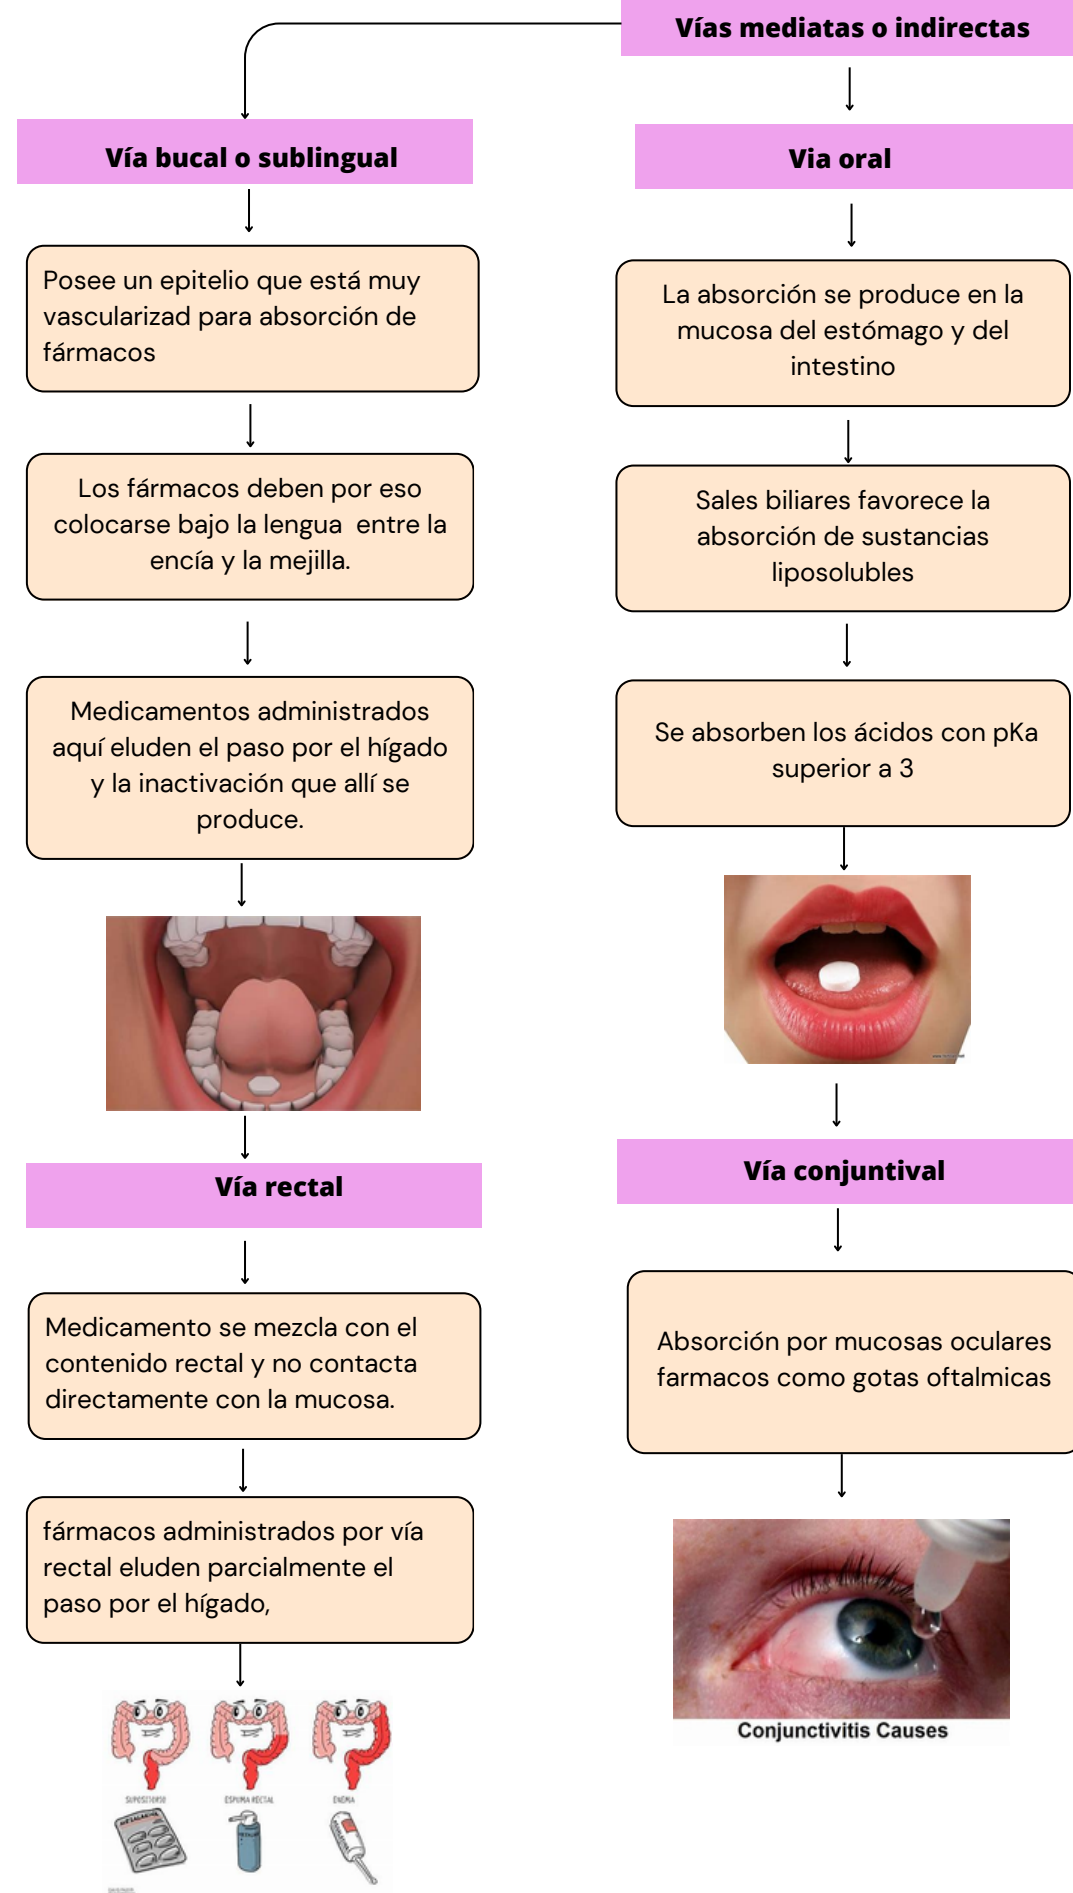 Vías mediatas o indirectas
Vía bucal o sublingual
Posee un epitelio que está muy
vascularizad para absorción de
fármacos
Los fármacos deben por eso
colocarse bajo la lengua entre la
encía y la mejilla.
Medicamentos administrados
aquí eluden el paso por el hígado
y la inactivación que allí se
produce.
Vía rectal
Medicamento se mezcla con el
contenido rectal y no contacta
directamente con la mucosa.
fármacos administrados por vía
rectal eluden parcialmente el
paso por el hígado,
SUPOSITORIO
ESPUMA RECTAL
ENEMA
Via oral
La absorción se produce en la
mucosa del estómago y del
intestino
Sales biliares favorece la
absorción de sustancias
liposolubles
Se absorben los ácidos con pKa
superior a 3
Vía conjuntival
Absorción por mucosas oculares
farmacos como gotas oftalmicas
Conjunctivitis Causes